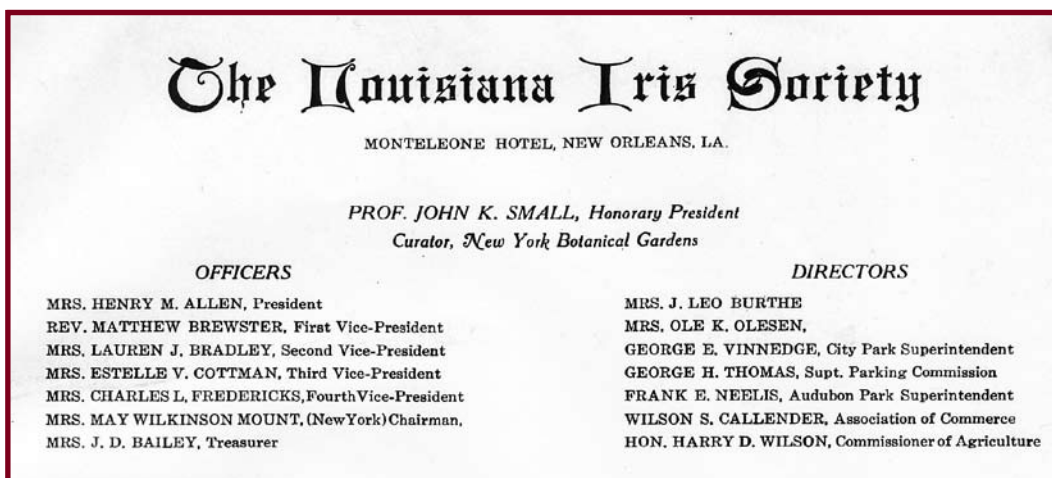 The Louisiana Iris Society
MONTELEONE HOTEL, NEW ORLEANS, LA.
PROF. JOHN K. SMALL, Honorary President
Curator, New York Botanical Gardens
OFFICERS
MRS. HENRY M. ALLEN, President
REV. MATTHEW BREWSTER, First Vice-President
MRS. LAUREN J. BRADLEY, Second Vice-President
MRS. ESTELLE V. COTTMAN, Third Vice-President
MRS. CHARLES L, FREDERICKS,Fourth Vice-President
MRS. MAY WILKINSON MOUNT, (New York) Chairman,
MRS. J. D. BAILEY, Treasurer
DIRECTORS
MRS. J. LEO BURTHE
MRS. OLE K. OLESEN,
GEORGE E. VINNEDGE, City Park Superintendent
GEORGE H. THOMAS, Supt. Parking Commission
FRANK E. NEELIS, Audubon Park Superintendent
WILSON S. CALLENDER, Association of Commerce
HON. HARRY D. WILSON, Commissioner of Agriculture